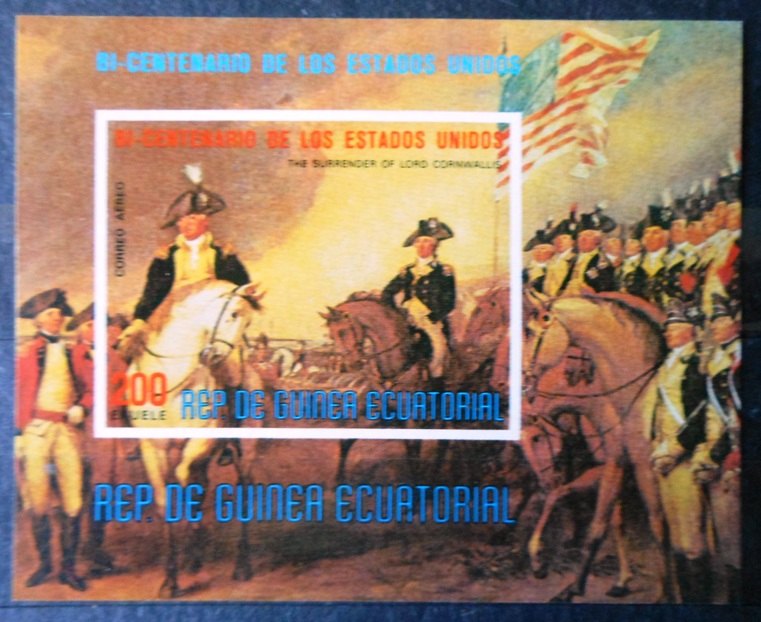 BI-CENTENARIO DE LOS ESTADOS UNIDOS
BI-CENTENARIO DE LOS ESTADOS UNIDOS
THE SURRENDER OF LORD CORNWALLIS
CORREO AEREO
200
EKUELE
REP. DE GUINEA ECUATORIAL
REP. DE GUINEA ECUATORIAL